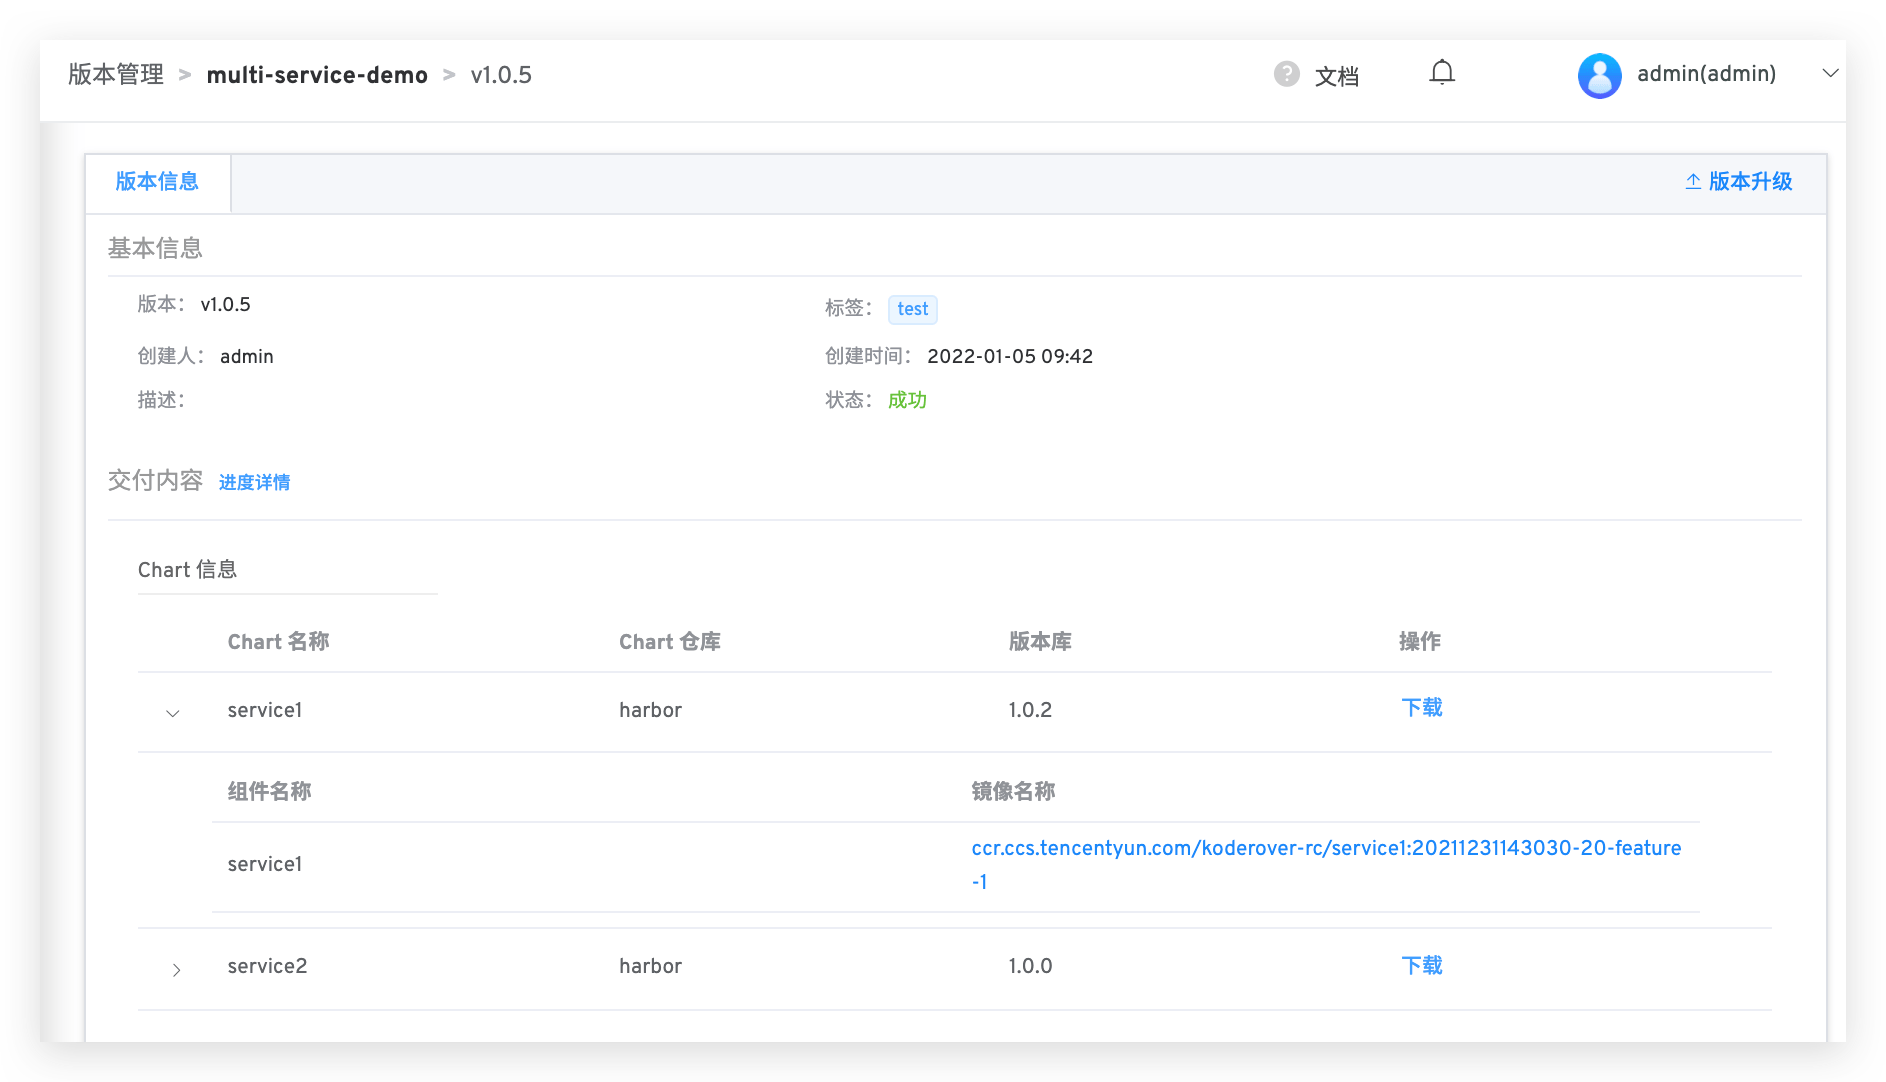 版本管理 > multi-service-demo > v1.0.5
? 文档
admin(admin)
版本信息
版本升级
基本信息
版本： v1.0.5
标签： test
创建人： admin
创建时间： 2022-01-05 09:42
描述：
状态： 成功
交付内容 进度详情
Chart 信息
Chart 名称 Chart 仓库 版本库 操作
service1 harbor 1.0.2 下载
组件名称 镜像名称
service1 ccr.ccs.tencentyun.com/koderover-rc/service1:20211231143030-20-feature
-1
service2 harbor 1.0.0 下载